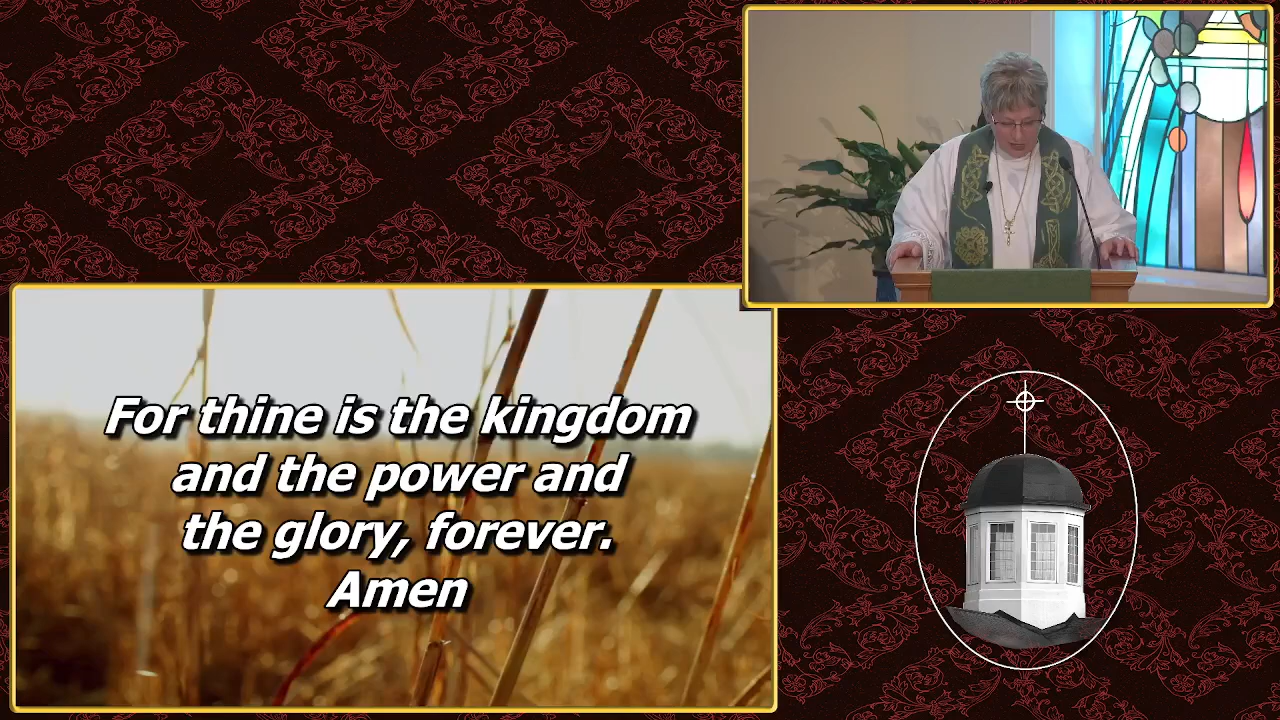 For thine is the kingdom
and the power and
the glory, forever.
Amen